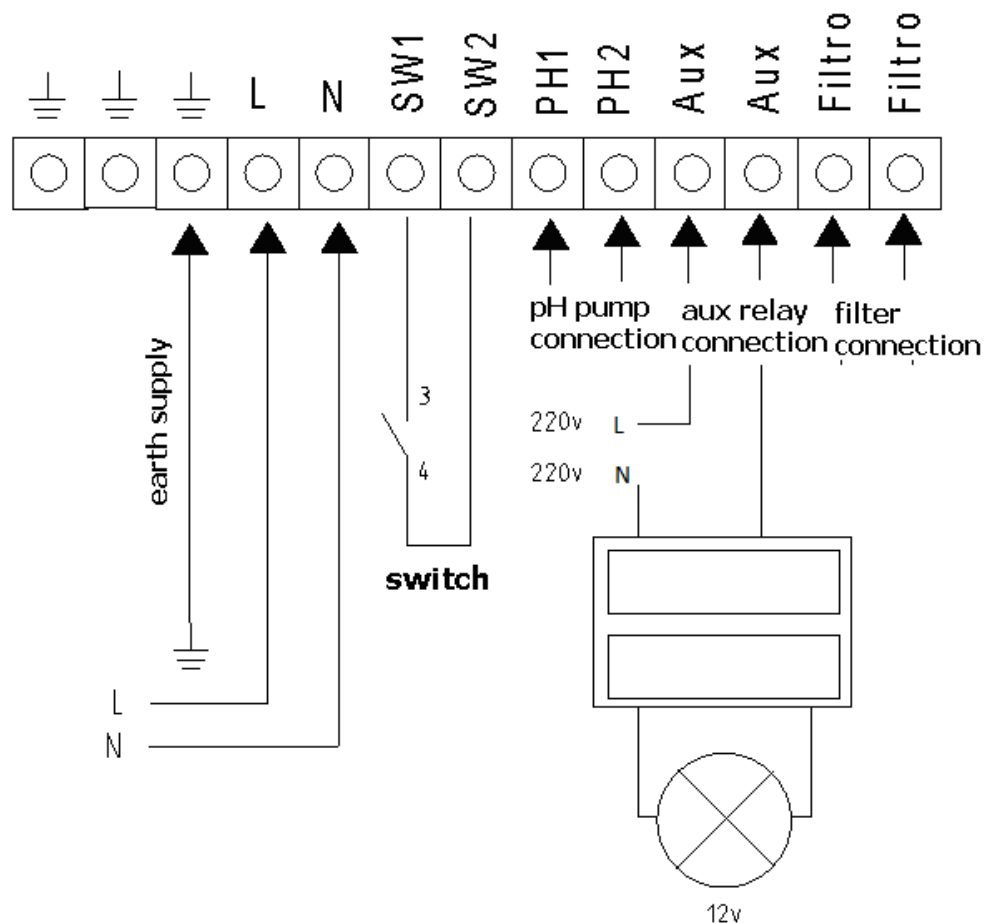 L N SW1 SW2 PH1 PH2 Aux Aux Filtro Filtro
pH pump
connection
aux relay
connection
filter
connection
earth supply
3
4
switch
220v L
220v N
L
N
12v